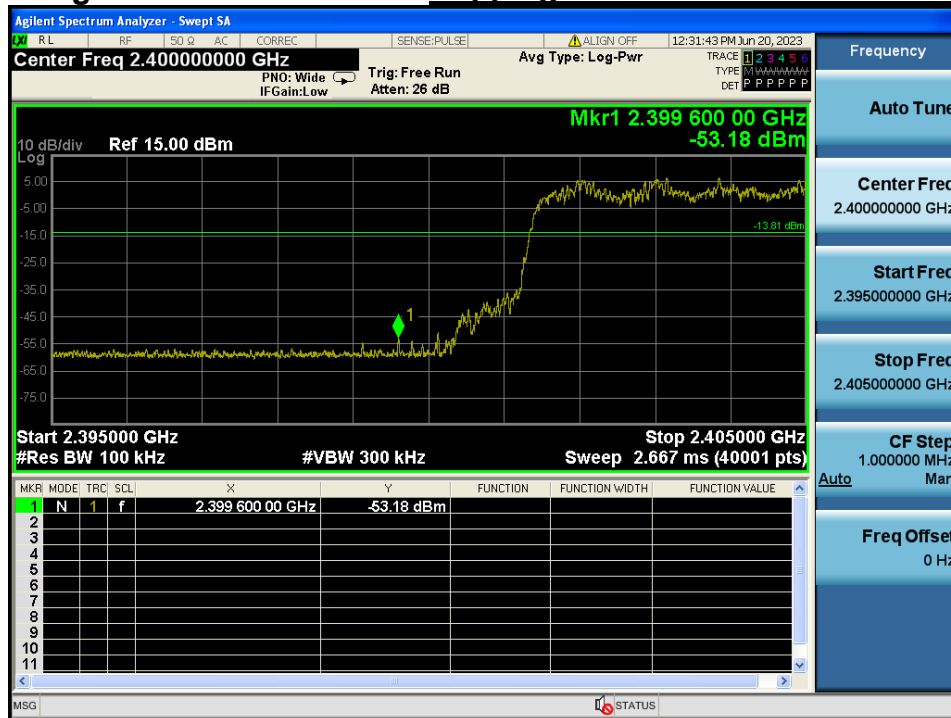 Agilent Spectrum Analyzer - Swept SA
LXI RL RF 50 Ω AC CORREC SENSE:PULSE ALIGN OFF 12:31:43 PM Jun 20, 2023
Center Freq 2.400000000 GHz
PNO: Wide
IFGain:Low
Trig: Free Run
Atten: 26 dB
Avg Type: Log-Pwr
TRACE 1 2 3 4 5 6
TYPE M
DET P P P P P P
Mkr1 2.399 600 00 GHz
-53.18 dBm
10 dB/div Ref 15.00 dBm
Log
5.00
-5.00
-13.81 dBm
-15.0
-25.0
-35.0
-45.0
1
-55.0
-65.0
-75.0
Start 2.395000 GHz Stop 2.405000 GHz
#Res BW 100 kHz #VBW 300 kHz Sweep 2.667 ms (40001 pts)
MKR MODE TRC SCL X Y FUNCTION FUNCTION WIDTH FUNCTION VALUE
1 N 1 f 2.399 600 00 GHz -53.18 dBm
2
3
4
5
6
7
8
9
10
11
MSG STATUS
Frequency
Auto Tune
Center Freq
2.400000000 GHz
Start Freq
2.395000000 GHz
Stop Freq
2.405000000 GHz
CF Step
1.000000 MHz
Auto Man
Freq Offset
0 Hz